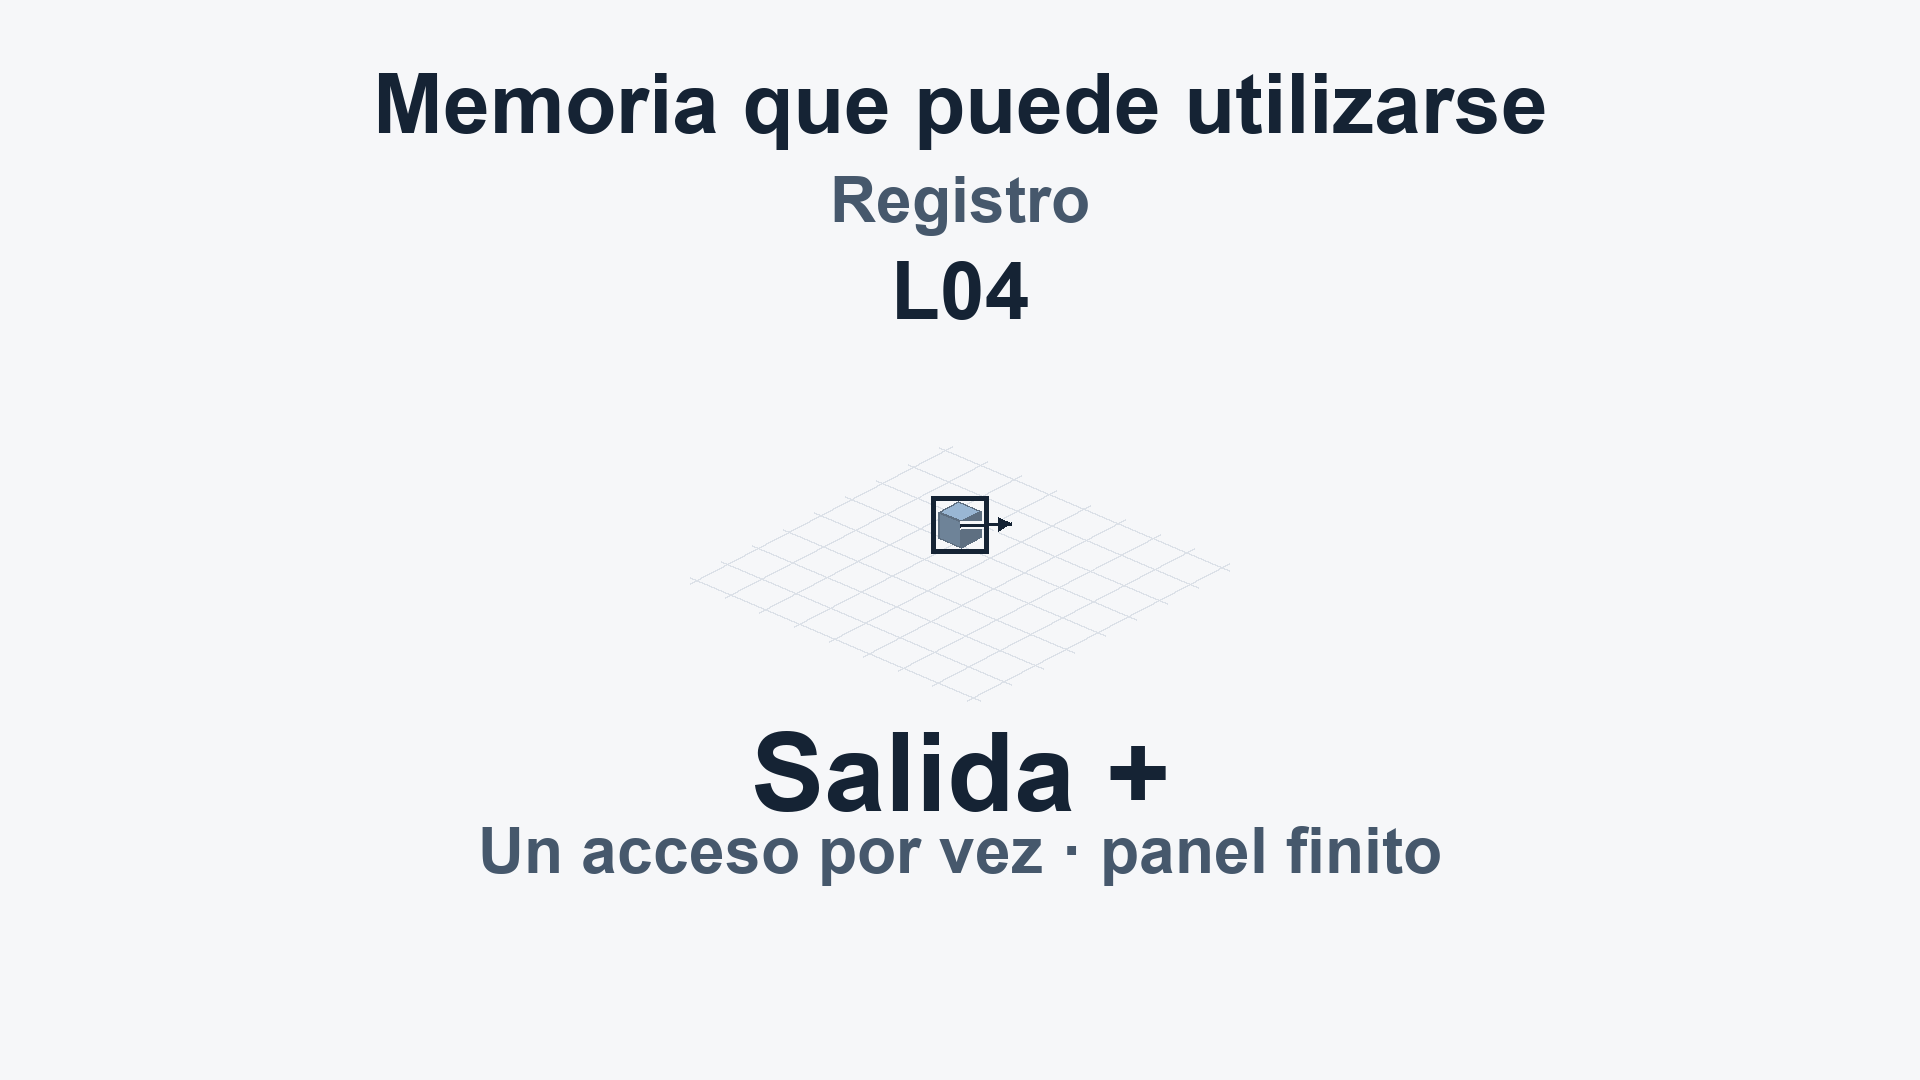 Memoria que puede utilizarse
Registro
L04
Salida +
Un acceso por vez · panel finito